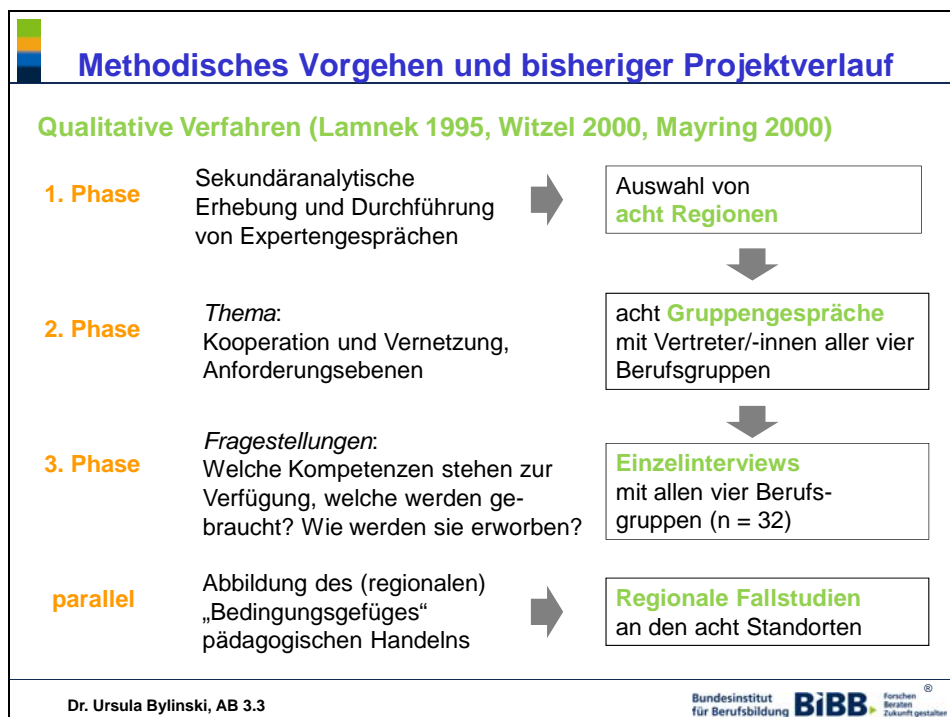 Methodisches Vorgehen und bisheriger Projektverlauf
Qualitative Verfahren (Lamnek 1995, Witzel 2000, Mayring 2000)
1. Phase
Sekundäranalytische
Erhebung und Durchführung
von Expertengesprächen
Auswahl von
acht Regionen
2. Phase
Thema:
Kooperation und Vernetzung,
Anforderungsebenen
acht Gruppengespräche
mit Vertreter/-innen aller vier
Berufsgruppen
3. Phase
Fragestellungen:
Welche Kompetenzen stehen zur
Verfügung, welche werden ge-
braucht? Wie werden sie erworben?
Einzelinterviews
mit allen vier Berufs-
gruppen (n = 32)
parallel
Abbildung des (regionalen)
„Bedingungsgefüges“
pädagogischen Handelns
Regionale Fallstudien
an den acht Standorten
Dr. Ursula Bylinski, AB 3.3
Bundesinstitut
für Berufsbildung
BiBB
Forschen
Beraten
Zukunft gestalten
®